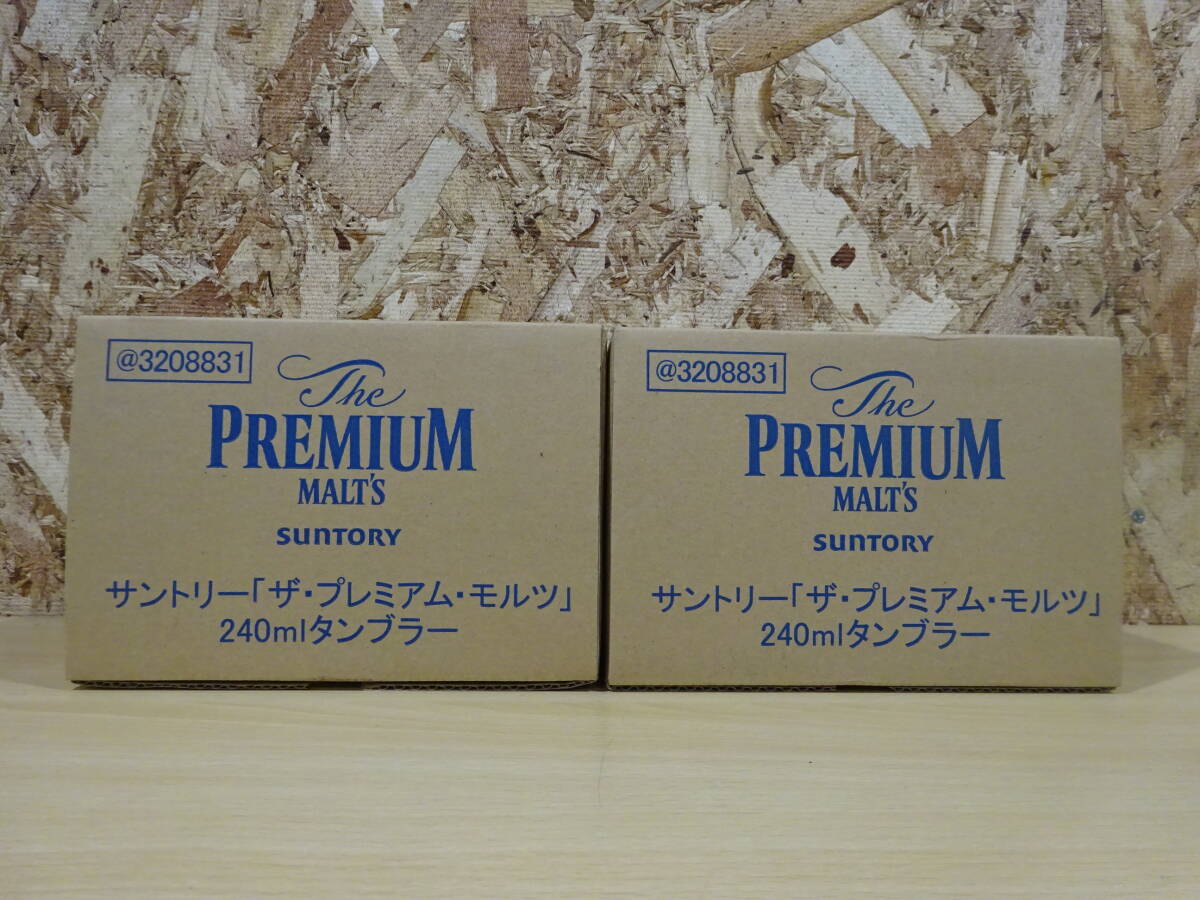 @3208831
The
PREMIUM
MALT'S
SUNTORY
サントリー「ザ・プレミアム・モルツ」
240mlタンブラー
@3208831
The
PREMIUM
MALT'S
SUNTORY
サントリー「ザ・プレミアム・モルツ」
240mlタンブラー